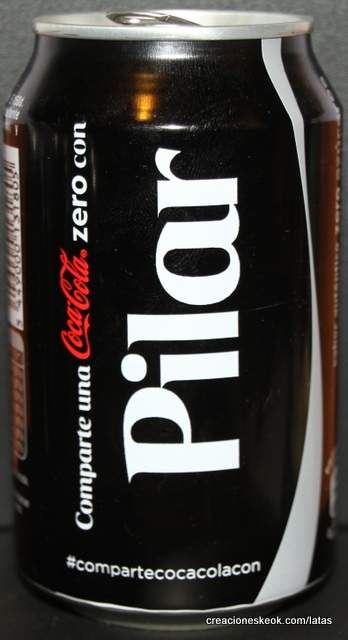 Comparte una Coca-Cola zero con
Pilar
#compartecocacolacon
creacioneskeok.com/latas